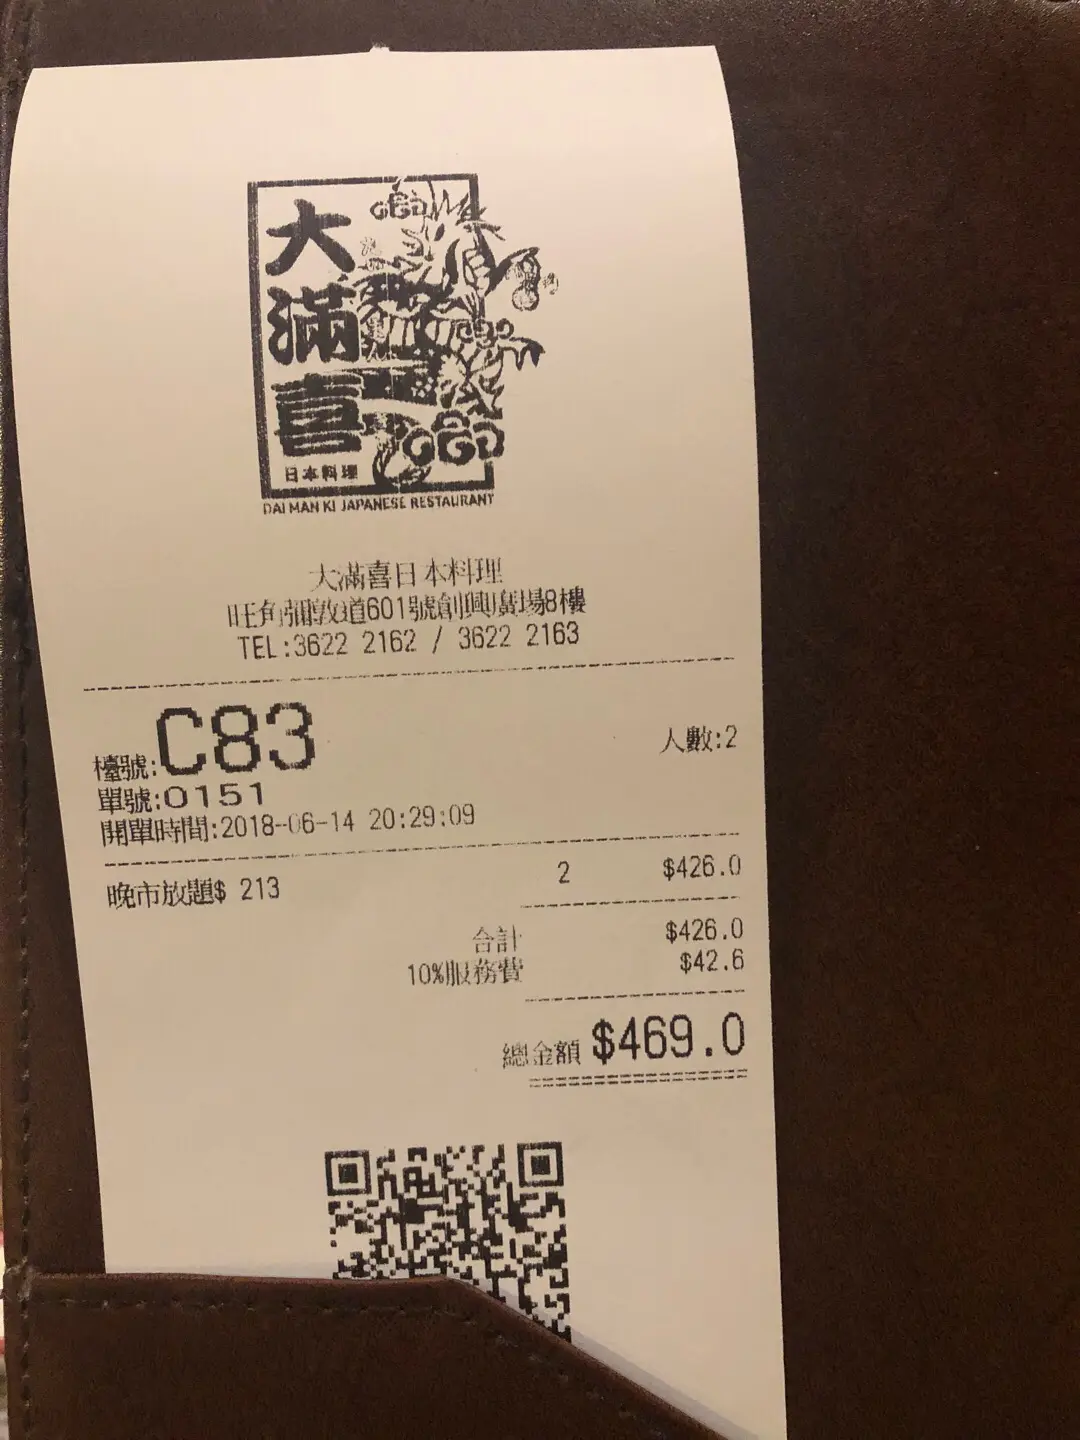 大
滿
喜
日本料理
DAI MAN KI JAPANESE RESTAURANT
大滿喜日本料理
旺角彌敦道601號創興廣場8樓
TEL:3622 2162 / 3622 2163
檯號:C83 人數:2
單號:0151
開單時間:2018-06-14 20:29:09
晚市放題$ 213 2 $426.0
合計 $426.0
10%服務費 $42.6
總金額 $469.0